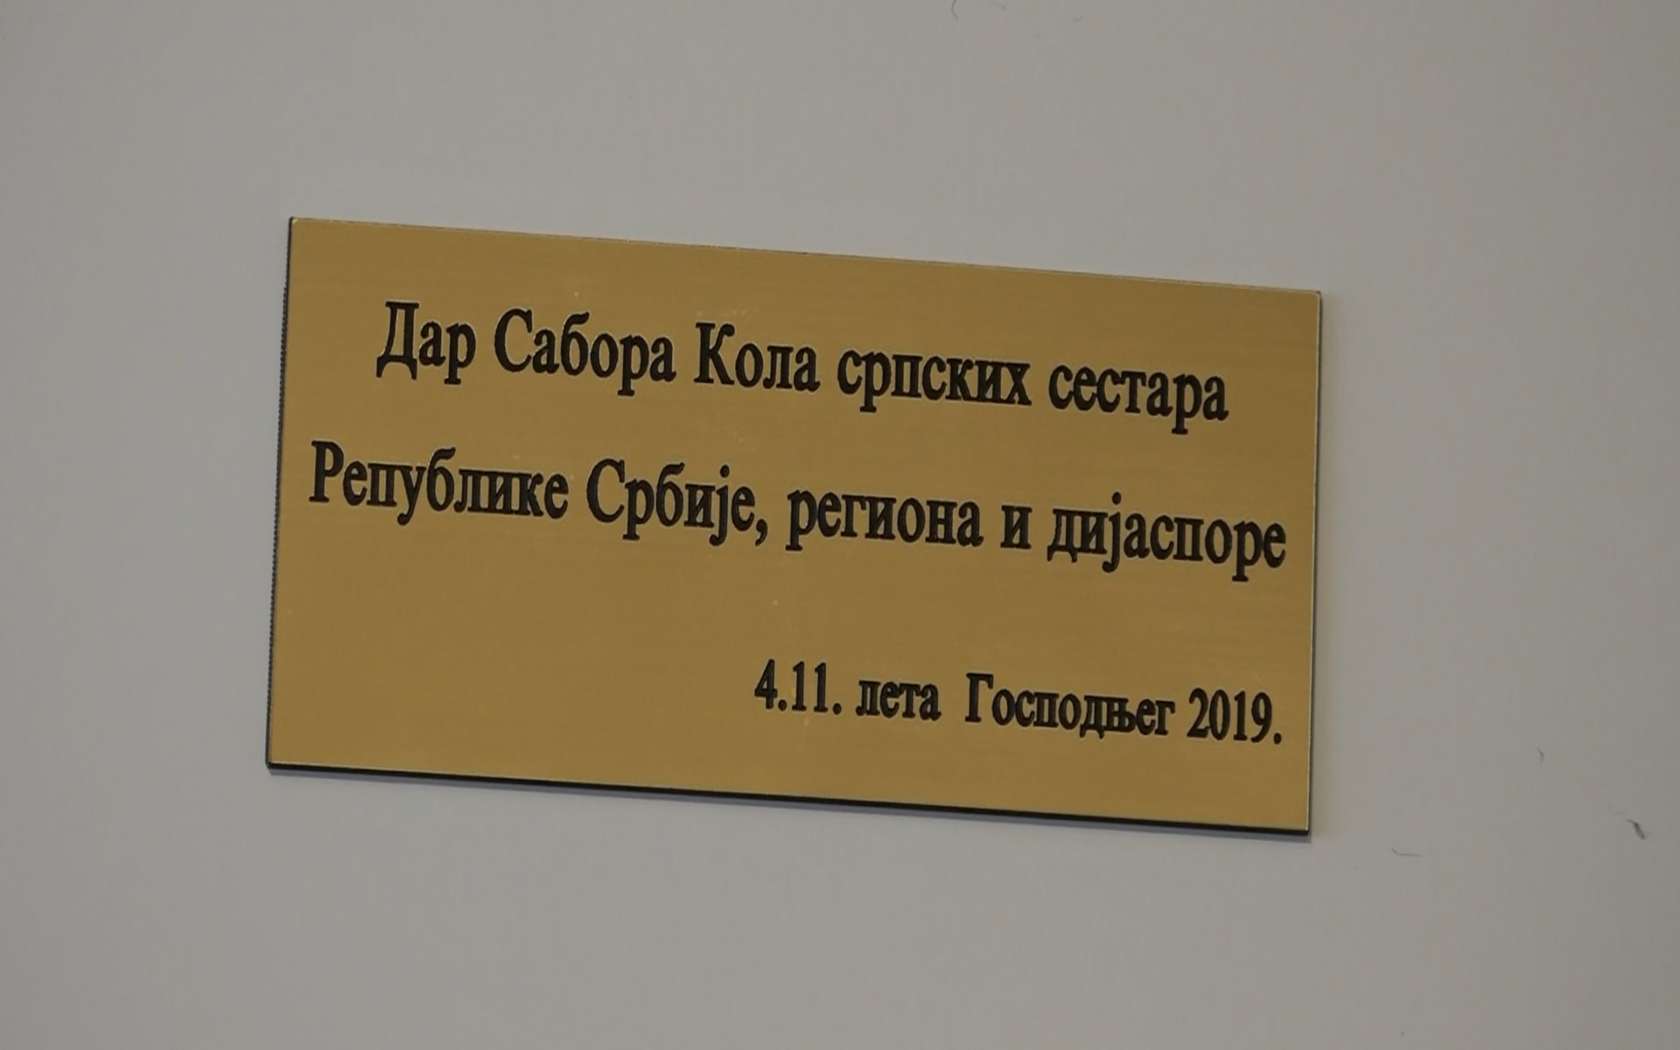 Дар Сабора Кола српских сестара
Републике Србије, региона и дијаспоре
4.11. лета Господњег 2019.